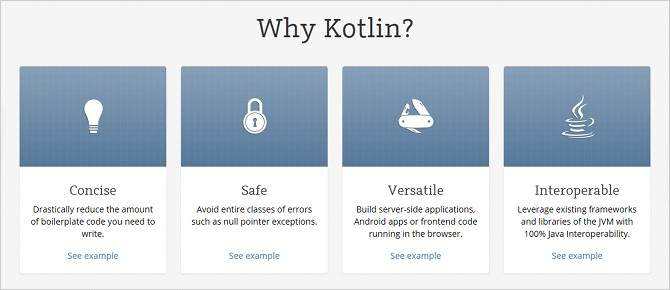 Why Kotlin?
Concise
Drastically reduce the amount
of boilerplate code you need to
write.
See example
Safe
Avoid entire classes of errors
such as null pointer exceptions.
See example
Versatile
Build server-side applications,
Android apps or frontend code
running in the browser.
See example
Interoperable
Leverage existing frameworks
and libraries of the JVM with
100% Java Interoperability.
See example